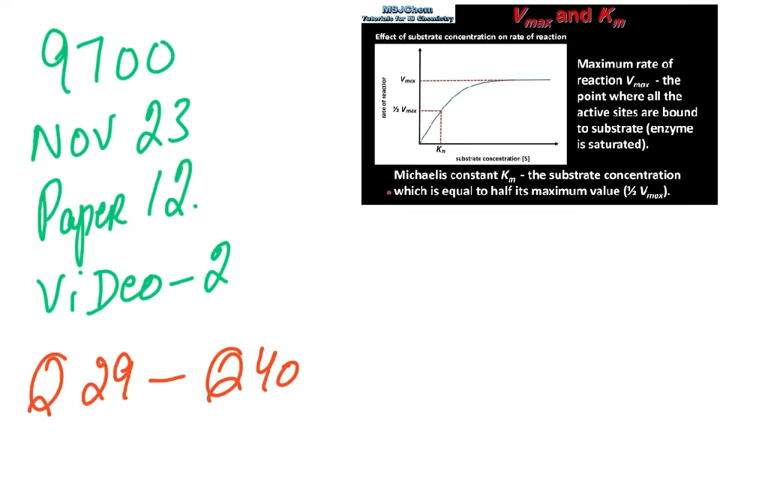 9700
NOV 23
Paper 12.
ViDeo - 2
Q 29 - Q 40
MSJChem
Tutorials for IB Chemistry
Vmax and Km
Effect of substrate concentration on rate of reaction
rate of reaction
Vmax
½ Vmax
Km
substrate concentration [S]
Maximum rate of
reaction Vmax - the
point where all the
active sites are bound
to substrate (enzyme
is saturated).
Michaelis constant Km - the substrate concentration
which is equal to half its maximum value (½ Vmax).